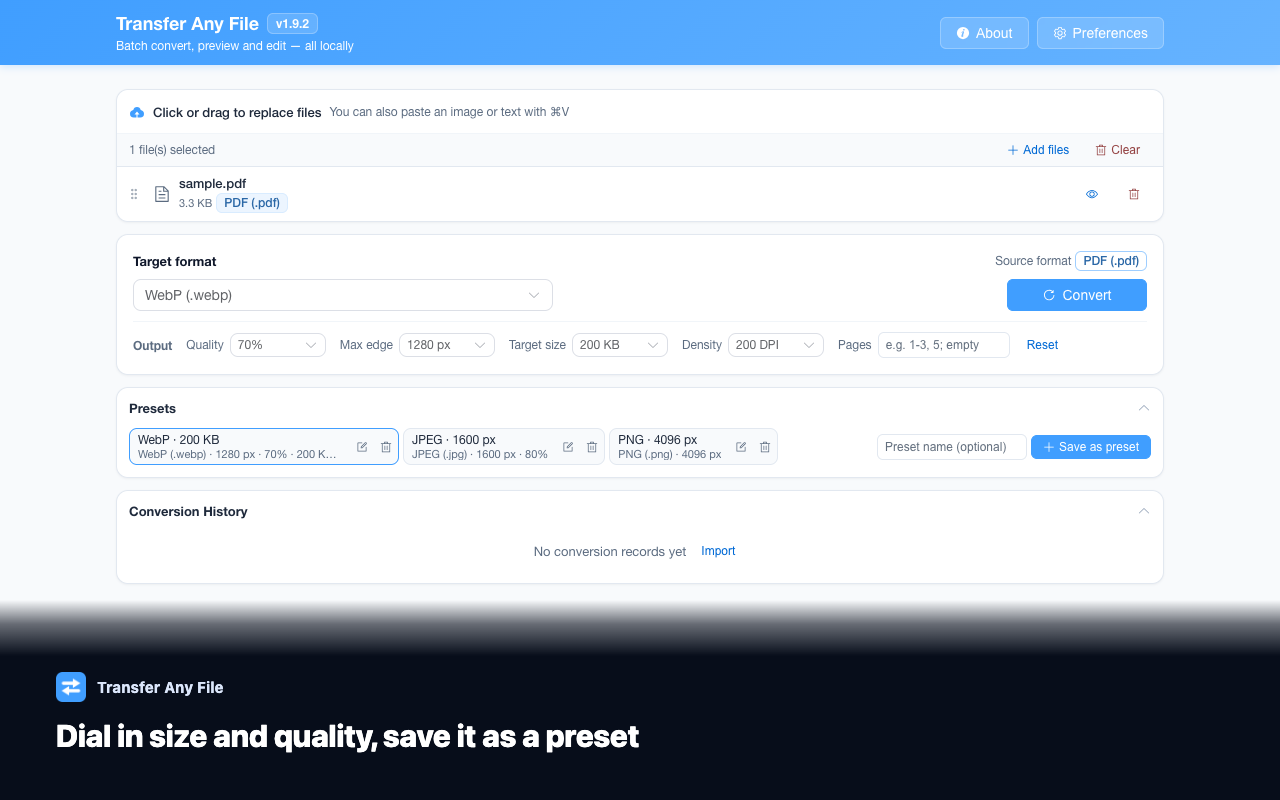 Transfer Any File v1.9.2
Batch convert, preview and edit — all locally
About
Preferences
Click or drag to replace files You can also paste an image or text with ⌘V
1 file(s) selected
Add files
Clear
sample.pdf
3.3 KB PDF (.pdf)
Target format
Source format PDF (.pdf)
WebP (.webp)
Convert
Output Quality 70% Max edge 1280 px Target size 200 KB Density 200 DPI Pages e.g. 1-3, 5; empty Reset
Presets
WebP · 200 KB
WebP (.webp) · 1280 px · 70% · 200 K...
JPEG · 1600 px
JPEG (.jpg) · 1600 px · 80%
PNG · 4096 px
PNG (.png) · 4096 px
Preset name (optional)
Save as preset
Conversion History
No conversion records yet Import
Transfer Any File
Dial in size and quality, save it as a preset